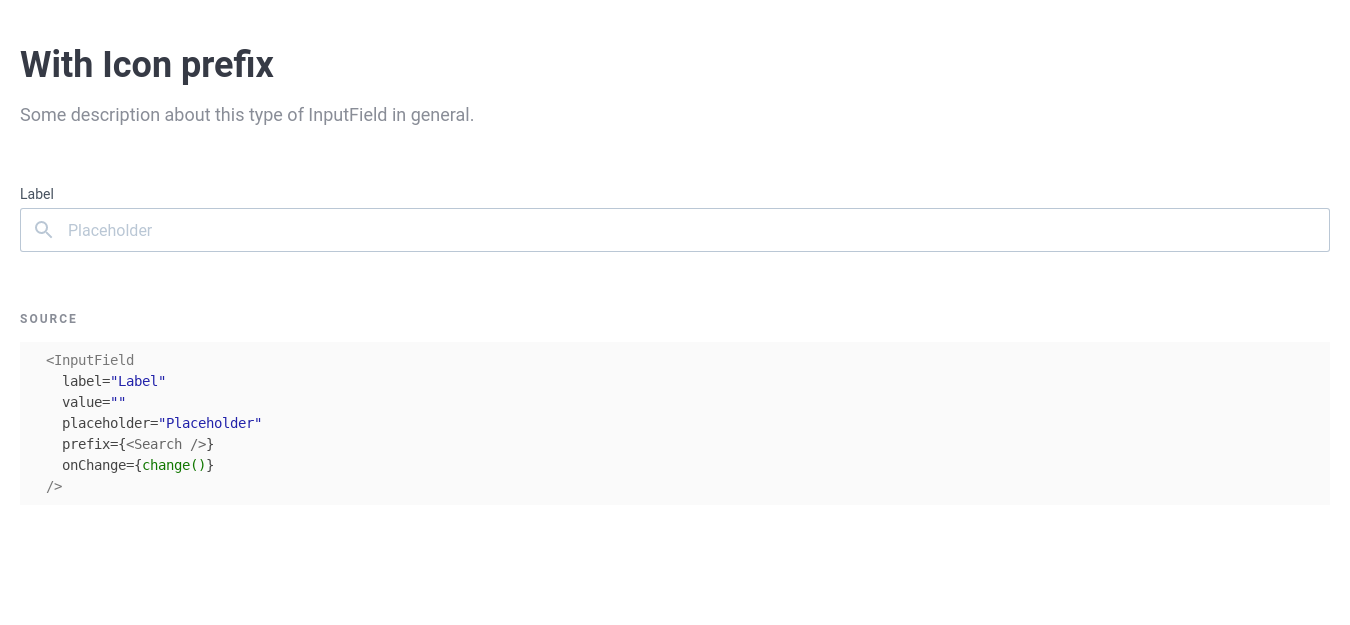 With Icon prefix
Some description about this type of InputField in general.
Label
Placeholder
SOURCE
<InputField
  label="Label"
  value=""
  placeholder="Placeholder"
  prefix={<Search />}
  onChange={change()}
/>